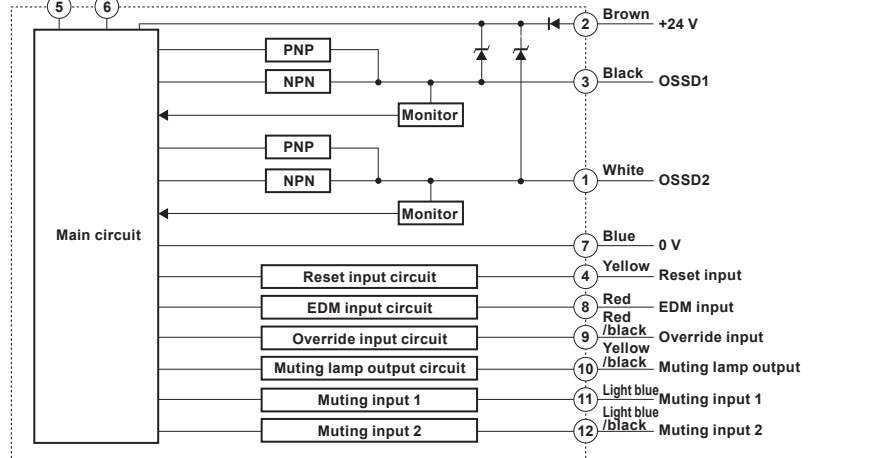 5 6
2 Brown +24 V
PNP
NPN 3 Black OSSD1
Monitor
PNP
NPN 1 White OSSD2
Monitor
Main circuit
7 Blue 0 V
Reset input circuit 4 Yellow Reset input
EDM input circuit 8 Red EDM input
Override input circuit 9 Red /black Override input
Muting lamp output circuit 10 Yellow /black Muting lamp output
Muting input 1 11 Light blue Muting input 1
Muting input 2 12 Light blue /black Muting input 2